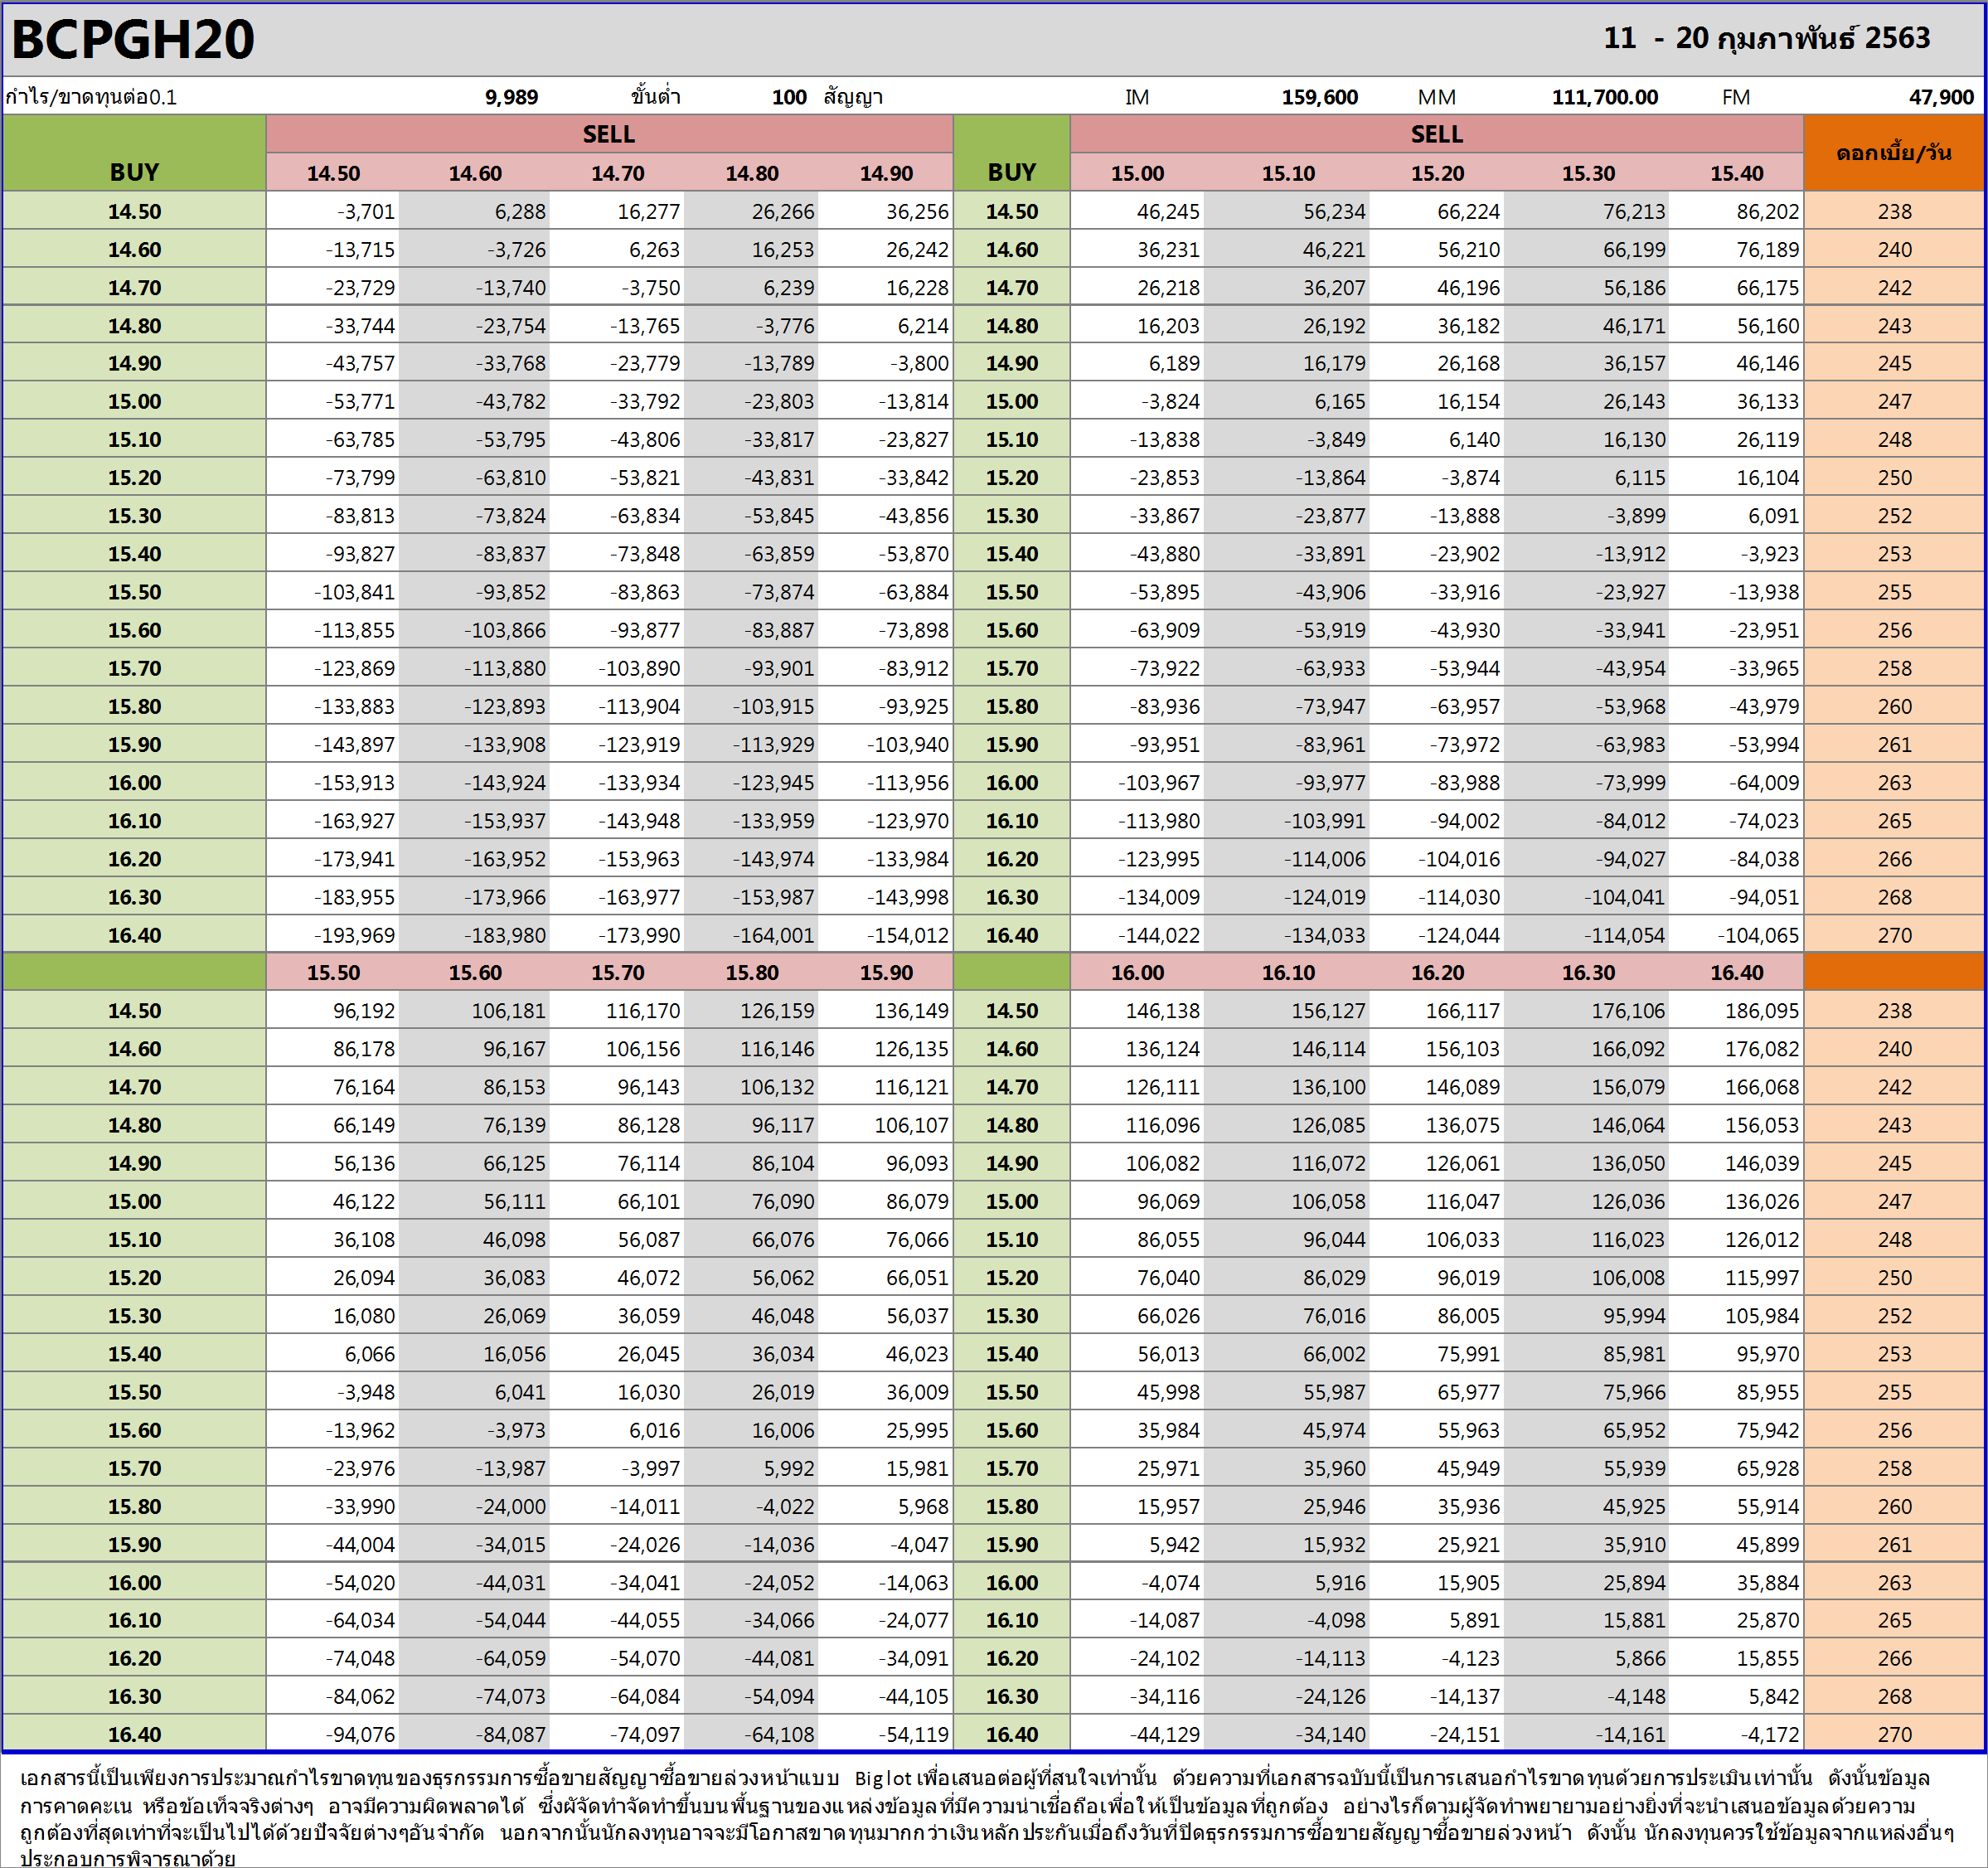 BCPGH20 11 - 20 กุมภาพันธ์ 2563
กำไร/ขาดทุนต่อ0.1 9,989 ขั้นต่ำ 100 สัญญา IM 159,600 MM 111,700.00 FM 47,900
SELL SELL ดอกเบี้ย/วัน
BUY 14.50 14.60 14.70 14.80 14.90 BUY 15.00 15.10 15.20 15.30 15.40
14.50 -3,701 6,288 16,277 26,266 36,256 14.50 46,245 56,234 66,224 76,213 86,202 238
14.60 -13,715 -3,726 6,263 16,253 26,242 14.60 36,231 46,221 56,210 66,199 76,189 240
14.70 -23,729 -13,740 -3,750 6,239 16,228 14.70 26,218 36,207 46,196 56,186 66,175 242
14.80 -33,744 -23,754 -13,765 -3,776 6,214 14.80 16,203 26,192 36,182 46,171 56,160 243
14.90 -43,757 -33,768 -23,779 -13,789 -3,800 14.90 6,189 16,179 26,168 36,157 46,146 245
15.00 -53,771 -43,782 -33,792 -23,803 -13,814 15.00 -3,824 6,165 16,154 26,143 36,133 247
15.10 -63,785 -53,795 -43,806 -33,817 -23,827 15.10 -13,838 -3,849 6,140 16,130 26,119 248
15.20 -73,799 -63,810 -53,821 -43,831 -33,842 15.20 -23,853 -13,864 -3,874 6,115 16,104 250
15.30 -83,813 -73,824 -63,834 -53,845 -43,856 15.30 -33,867 -23,877 -13,888 -3,899 6,091 252
15.40 -93,827 -83,837 -73,848 -63,859 -53,870 15.40 -43,880 -33,891 -23,902 -13,912 -3,923 253
15.50 -103,841 -93,852 -83,863 -73,874 -63,884 15.50 -53,895 -43,906 -33,916 -23,927 -13,938 255
15.60 -113,855 -103,866 -93,877 -83,887 -73,898 15.60 -63,909 -53,919 -43,930 -33,941 -23,951 256
15.70 -123,869 -113,880 -103,890 -93,901 -83,912 15.70 -73,922 -63,933 -53,944 -43,954 -33,965 258
15.80 -133,883 -123,893 -113,904 -103,915 -93,925 15.80 -83,936 -73,947 -63,957 -53,968 -43,979 260
15.90 -143,897 -133,908 -123,919 -113,929 -103,940 15.90 -93,951 -83,961 -73,972 -63,983 -53,994 261
16.00 -153,913 -143,924 -133,934 -123,945 -113,956 16.00 -103,967 -93,977 -83,988 -73,999 -64,009 263
16.10 -163,927 -153,937 -143,948 -133,959 -123,970 16.10 -113,980 -103,991 -94,002 -84,012 -74,023 265
16.20 -173,941 -163,952 -153,963 -143,974 -133,984 16.20 -123,995 -114,006 -104,016 -94,027 -84,038 266
16.30 -183,955 -173,966 -163,977 -153,987 -143,998 16.30 -134,009 -124,019 -114,030 -104,041 -94,051 268
16.40 -193,969 -183,980 -173,990 -164,001 -154,012 16.40 -144,022 -134,033 -124,044 -114,054 -104,065 270
15.50 15.60 15.70 15.80 15.90 16.00 16.10 16.20 16.30 16.40
14.50 96,192 106,181 116,170 126,159 136,149 14.50 146,138 156,127 166,117 176,106 186,095 238
14.60 86,178 96,167 106,156 116,146 126,135 14.60 136,124 146,114 156,103 166,092 176,082 240
14.70 76,164 86,153 96,143 106,132 116,121 14.70 126,111 136,100 146,089 156,079 166,068 242
14.80 66,149 76,139 86,128 96,117 106,107 14.80 116,096 126,085 136,075 146,064 156,053 243
14.90 56,136 66,125 76,114 86,104 96,093 14.90 106,082 116,072 126,061 136,050 146,039 245
15.00 46,122 56,111 66,101 76,090 86,079 15.00 96,069 106,058 116,047 126,036 136,026 247
15.10 36,108 46,098 56,087 66,076 76,066 15.10 86,055 96,044 106,033 116,023 126,012 248
15.20 26,094 36,083 46,072 56,062 66,051 15.20 76,040 86,029 96,019 106,008 115,997 250
15.30 16,080 26,069 36,059 46,048 56,037 15.30 66,026 76,016 86,005 95,994 105,984 252
15.40 6,066 16,056 26,045 36,034 46,023 15.40 56,013 66,002 75,991 85,981 95,970 253
15.50 -3,948 6,041 16,030 26,019 36,009 15.50 45,998 55,987 65,977 75,966 85,955 255
15.60 -13,962 -3,973 6,016 16,006 25,995 15.60 35,984 45,974 55,963 65,952 75,942 256
15.70 -23,976 -13,987 -3,997 5,992 15,981 15.70 25,971 35,960 45,949 55,939 65,928 258
15.80 -33,990 -24,000 -14,011 -4,022 5,968 15.80 15,957 25,946 35,936 45,925 55,914 260
15.90 -44,004 -34,015 -24,026 -14,036 -4,047 15.90 5,942 15,932 25,921 35,910 45,899 261
16.00 -54,020 -44,031 -34,041 -24,052 -14,063 16.00 -4,074 5,916 15,905 25,894 35,884 263
16.10 -64,034 -54,044 -44,055 -34,066 -24,077 16.10 -14,087 -4,098 5,891 15,881 25,870 265
16.20 -74,048 -64,059 -54,070 -44,081 -34,091 16.20 -24,102 -14,113 -4,123 5,866 15,855 266
16.30 -84,062 -74,073 -64,084 -54,094 -44,105 16.30 -34,116 -24,126 -14,137 -4,148 5,842 268
16.40 -94,076 -84,087 -74,097 -64,108 -54,119 16.40 -44,129 -34,140 -24,151 -14,161 -4,172 270
เอกสารนี้เป็นเพียงการประมาณกำไรขาดทุนของธุรกรรมการซื้อขายสัญญาซื้อขายล่วงหน้าแบบ Big lot เพื่อเสนอต่อผู้ที่สนใจเท่านั้น ด้วยความที่เอกสารฉบับนี้เป็นการเสนอกำไรขาดทุนด้วยการประเมินเท่านั้น ดังนั้นข้อมูล
การคาดคะเน หรือข้อเท็จจริงต่างๆ อาจมีความผิดพลาดได้ ซึ่งผัจัดทำจัดทำขึ้นบนพื้นฐานของแหล่งข้อมูลที่มีความน่าเชื่อถือเพื่อให้เป็นข้อมูลที่ถูกต้อง อย่างไรก็ตามผู้จัดทำพยายามอย่างยิ่งที่จะนำเสนอข้อมูลด้วยความ
ถูกต้องที่สุดเท่าที่จะเป็นไปได้ด้วยปัจจัยต่างๆอันจำกัด นอกจากนั้นนักลงทุนอาจจะมีโอกาสขาดทุนมากกว่าเงินหลักประกันเมื่อถึงวันที่ปิดธุรกรรมการซื้อขายสัญญาซื้อขายล่วงหน้า ดังนั้น นักลงทุนควรใช้ข้อมูลจากแหล่งอื่นๆ
ประกอบการพิจารณาด้วย